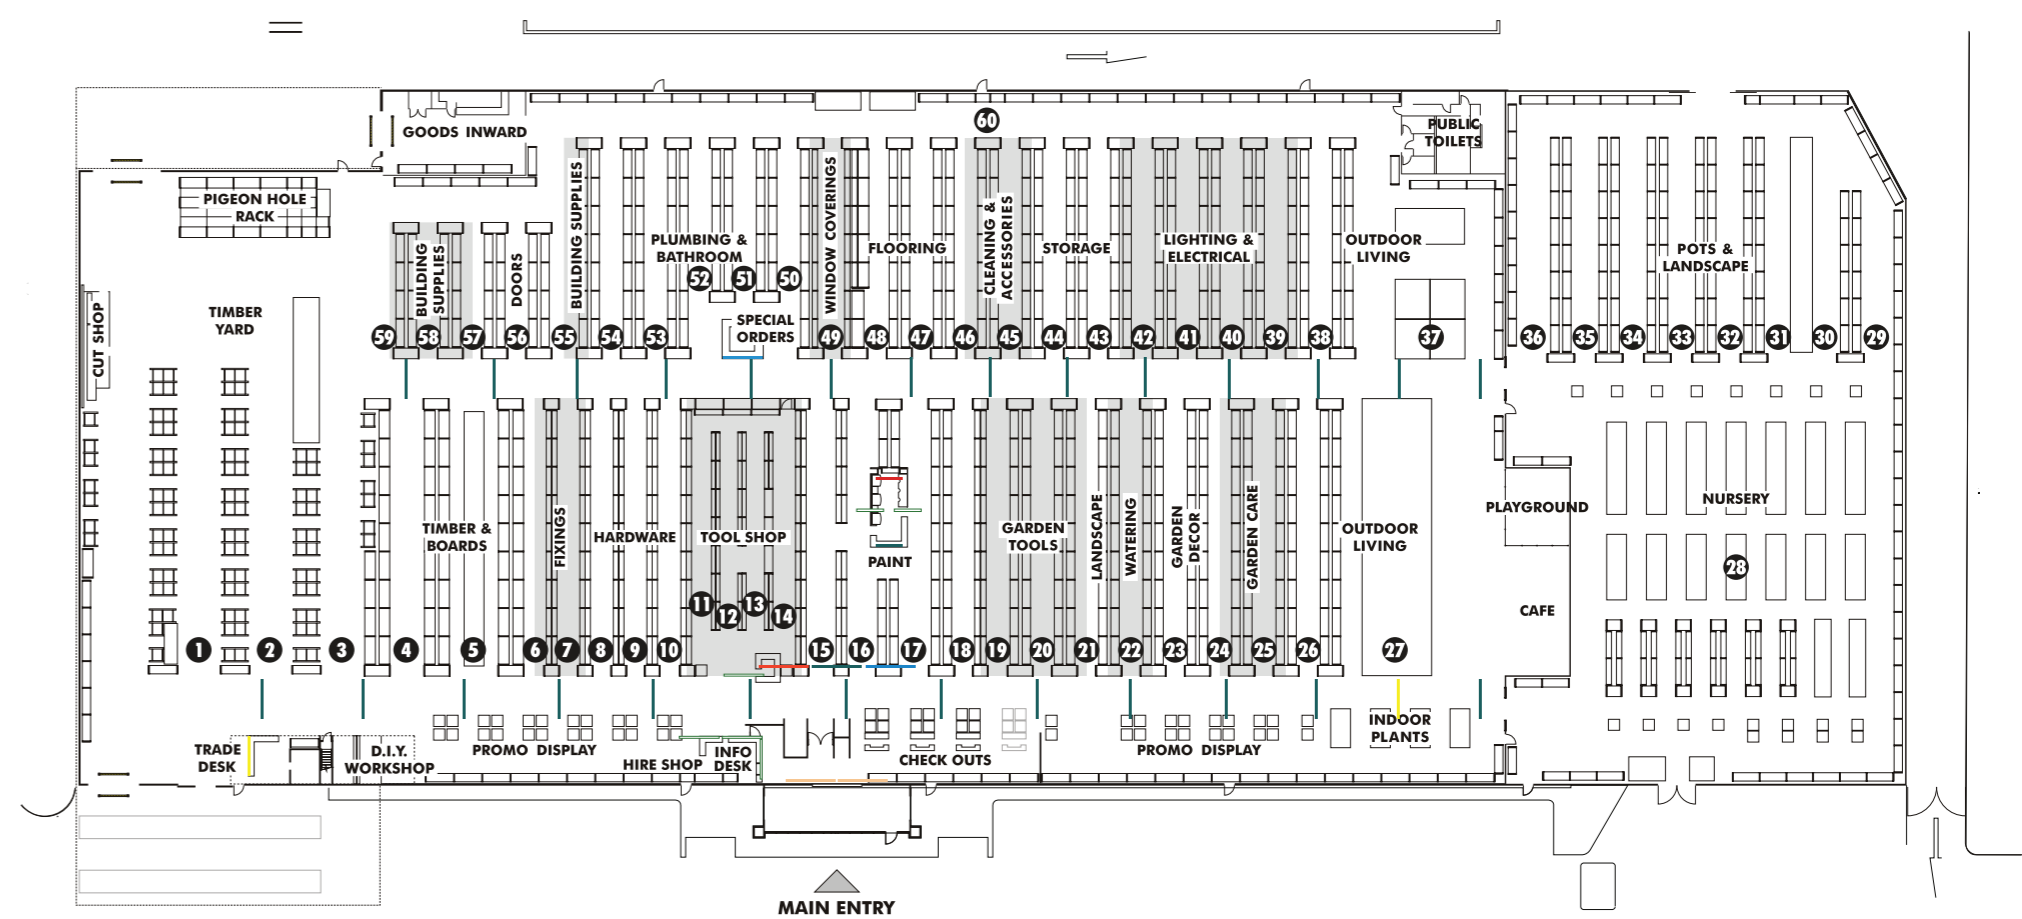 60
GOODS INWARD
PUBLIC
TOILETS
PIGEON HOLE
RACK
BUILDING
SUPPLIES
DOORS
BUILDING SUPPLIES
PLUMBING &
BATHROOM
WINDOW COVERINGS
FLOORING
CLEANING &
ACCESSORIES
STORAGE
LIGHTING &
ELECTRICAL
OUTDOOR
LIVING
POTS &
LANDSCAPE
52 51 50
CUT SHOP
TIMBER
YARD
SPECIAL
ORDERS
59 58 57 56 55 54 53 49 48 47 46 45 44 43 42 41 40 39 38 37 36 35 34 33 32 31 30 29
TIMBER &
BOARDS
FIXINGS
HARDWARE
TOOL SHOP
PAINT
GARDEN
TOOLS
LANDSCAPE
WATERING
GARDEN
DECOR
GARDEN CARE
OUTDOOR
LIVING
PLAYGROUND
NURSERY
28
CAFE
11 12 13 14
1 2 3 4 5 6 7 8 9 10 15 16 17 18 19 20 21 22 23 24 25 26 27
TRADE
DESK
D.I.Y.
WORKSHOP
PROMO DISPLAY
HIRE SHOP
INFO
DESK
CHECK OUTS
PROMO DISPLAY
INDOOR
PLANTS
MAIN ENTRY